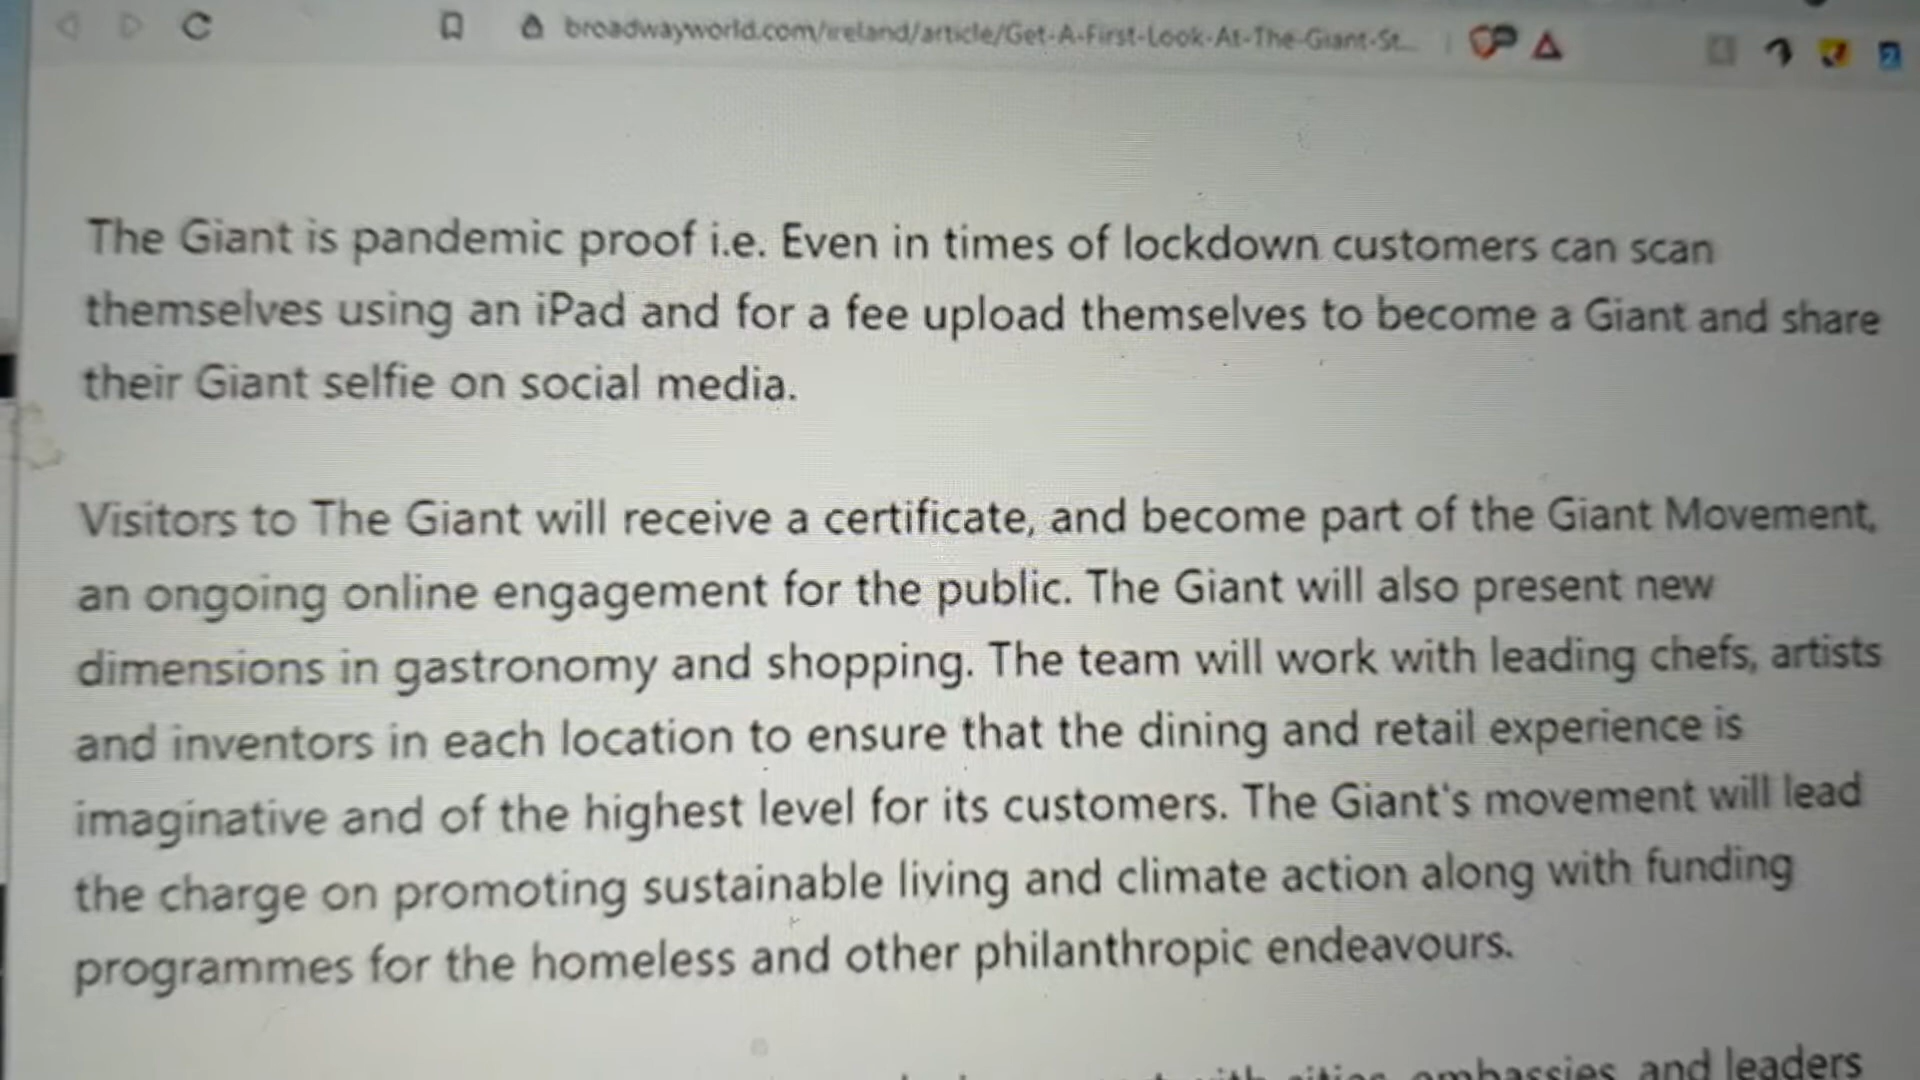 broadwayworld.com/ireland/article/Get-A-First-Look-At-The-Giant-St...
The Giant is pandemic proof i.e. Even in times of lockdown customers can scan
themselves using an iPad and for a fee upload themselves to become a Giant and share
their Giant selfie on social media.
Visitors to The Giant will receive a certificate, and become part of the Giant Movement,
an ongoing online engagement for the public. The Giant will also present new
dimensions in gastronomy and shopping. The team will work with leading chefs, artists
and inventors in each location to ensure that the dining and retail experience is
imaginative and of the highest level for its customers. The Giant's movement will lead
the charge on promoting sustainable living and climate action along with funding
programmes for the homeless and other philanthropic endeavours.
with cities, embassies, and leaders